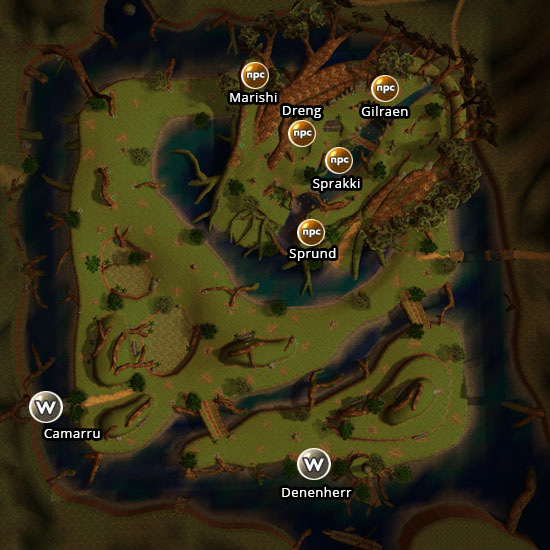 npc
Marishi
npc
Gilraen
Dreng
npc
npc
Sprakki
npc
Sprund
W
Camarru
W
Denenherr